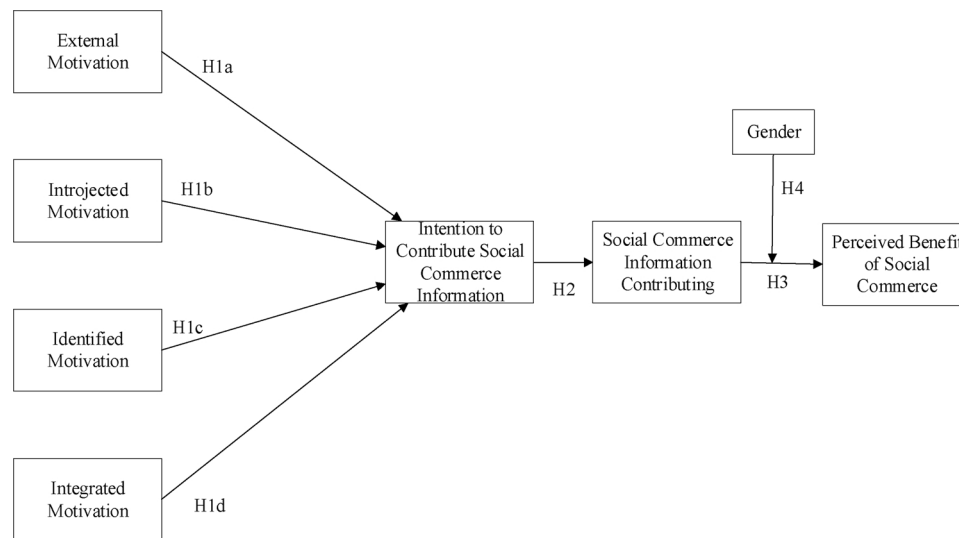 External
Motivation
H1a
Introjected
Motivation
H1b
Identified
Motivation
H1c
Integrated
Motivation
H1d
Intention to
Contribute Social
Commerce
Information
H2
Social Commerce
Information
Contributing
Gender
H4
H3
Perceived Benefit
of Social
Commerce